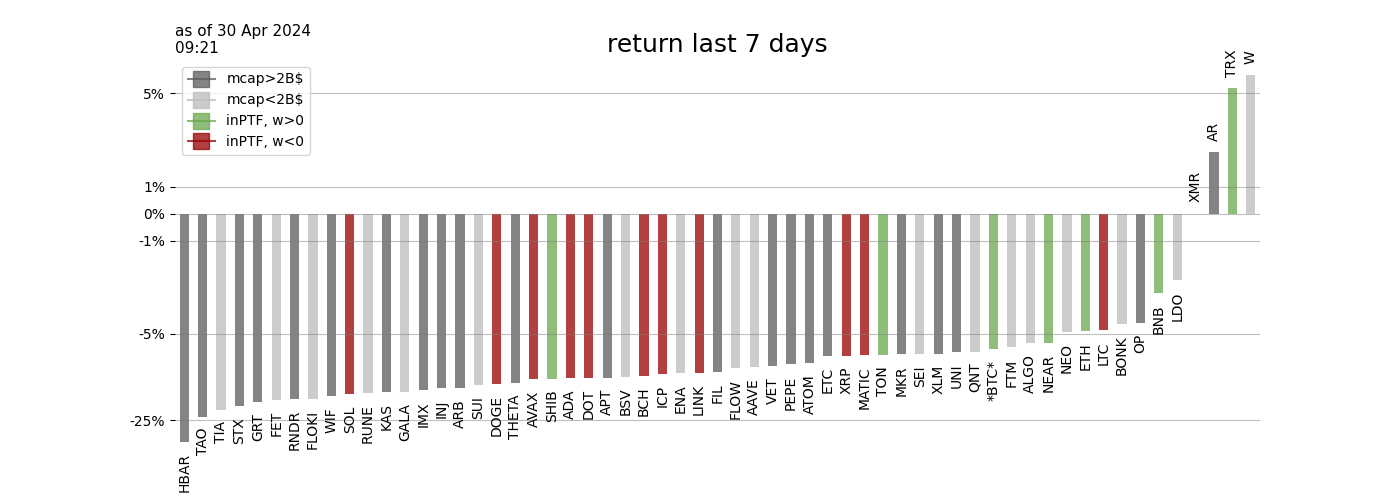 as of 30 Apr 2024
09:21
return last 7 days
mcap>2B$
mcap<2B$
inPTF, w>0
inPTF, w<0
5%
1%
0%
-1%
-5%
-25%
HBAR
TAO
TIA
STX
GRT
FET
RNDR
FLOKI
WIF
SOL
RUNE
KAS
GALA
IMX
INJ
ARB
SUI
DOGE
THETA
AVAX
SHIB
ADA
DOT
APT
BSV
BCH
ICP
ENA
LINK
FIL
FLOW
AAVE
VET
PEPE
ATOM
ETC
XRP
MATIC
TON
MKR
SEI
XLM
UNI
QNT
*BTC*
FTM
ALGO
NEAR
NEO
ETH
LTC
BONK
OP
BNB
LDO
XMR
AR
TRX
W